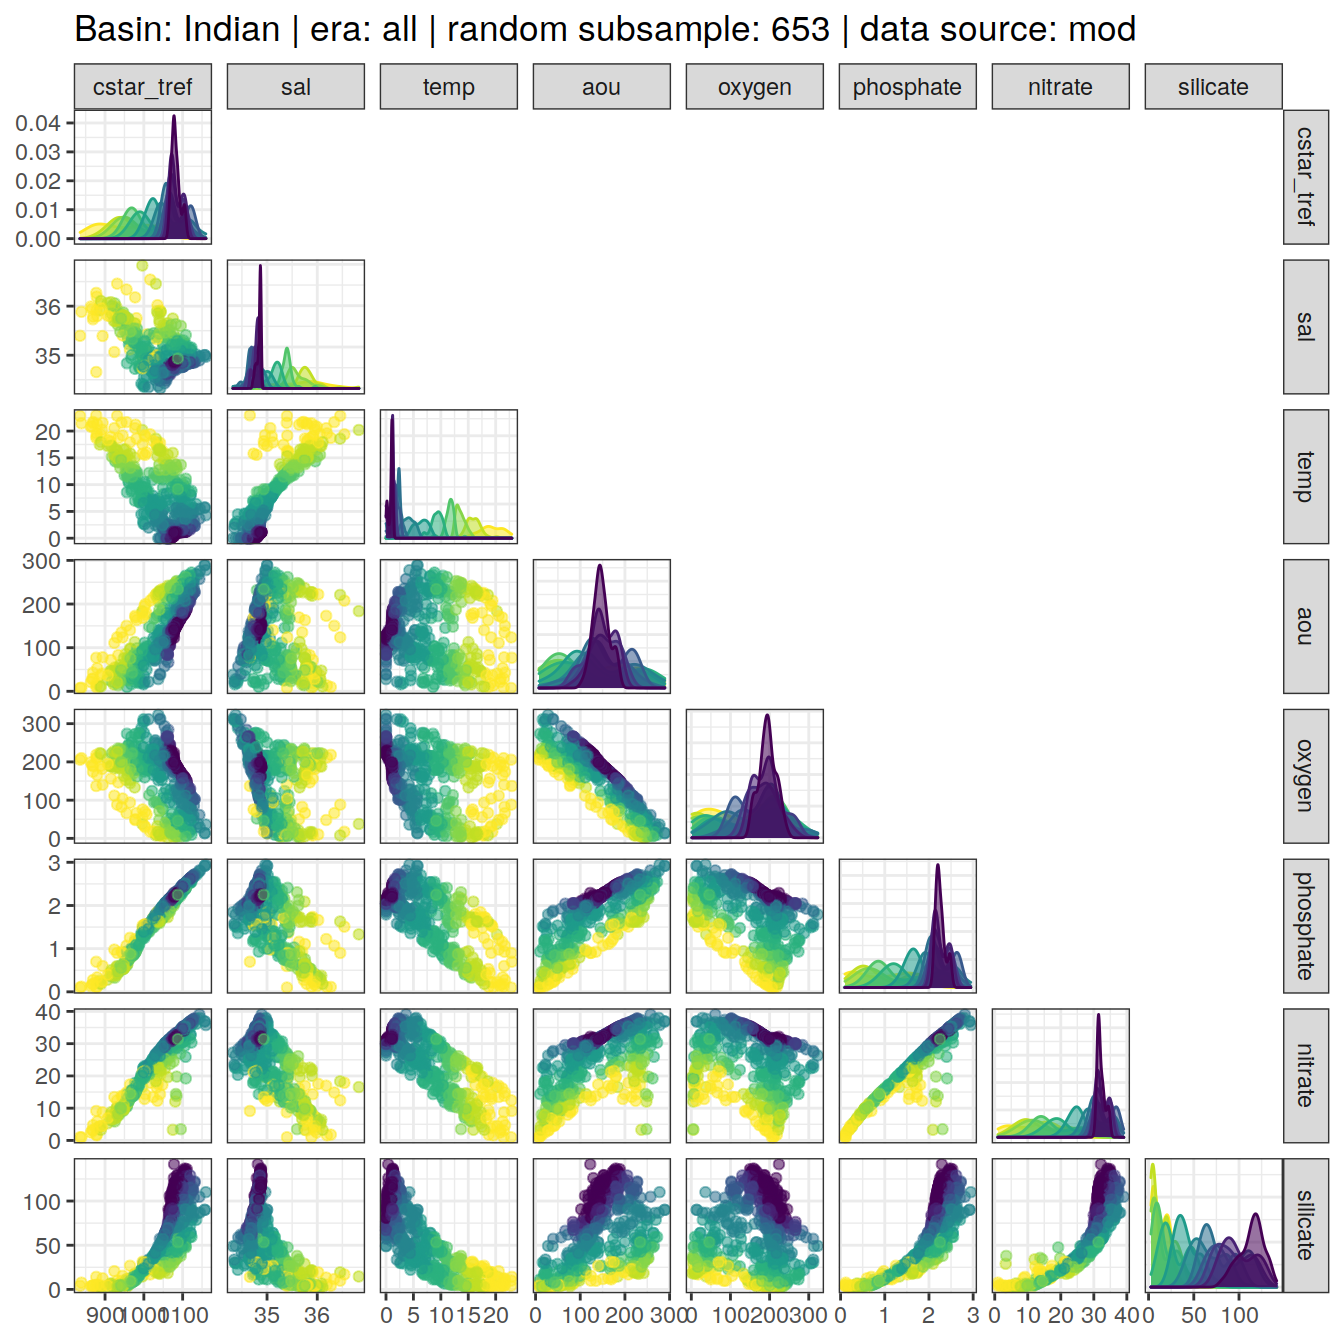 Basin: Indian | era: all | random subsample: 653 | data source: mod
cstar_tref sal temp aou oxygen phosphate nitrate silicate
0.04
0.03
0.02
0.01
0.00
cstar_tref
36
35
sal
20
15
10
5
0
temp
300
200
100
0
aou
300
200
100
0
oxygen
3
2
1
0
phosphate
40
30
20
10
0
nitrate
100
50
0
silicate
900 1000 1100 35 36 0 5 10 15 20 0 100 200 300 0 100 200 300 0 1 2 3 0 10 20 30 40 0 50 100